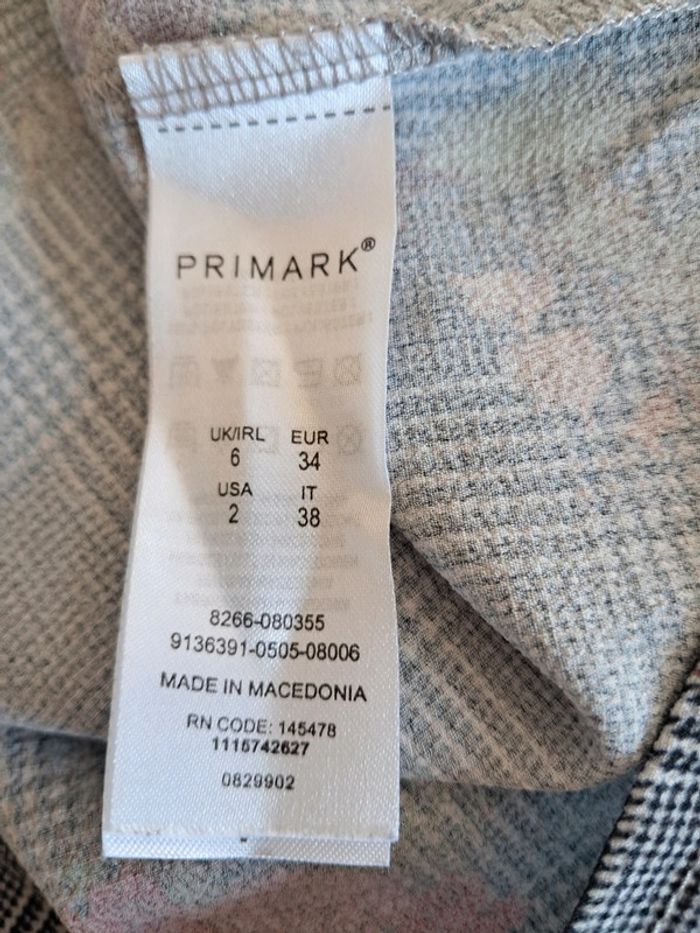 PRIMARK®
UK/IRL EUR
6 34
USA IT
2 38
8266-080355
9136391-0505-08006
MADE IN MACEDONIA
RN CODE: 145478
1115742627
0829902